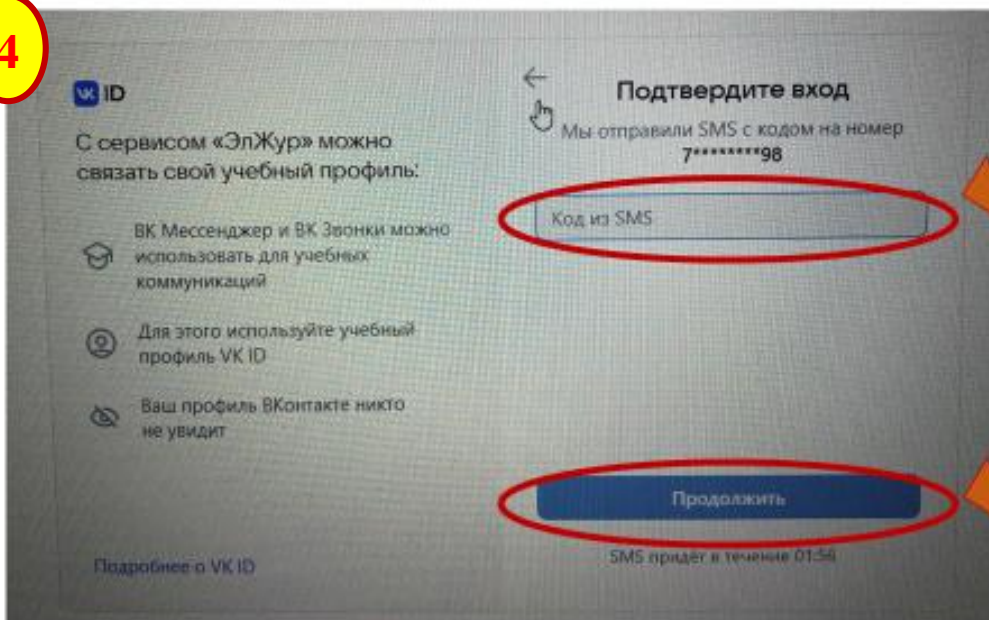 4
VK ID
С сервисом «ЭлЖур» можно
связать свой учебный профиль:
ВК Мессенджер и ВК Звонки можно
использовать для учебных
коммуникаций
Для этого используйте учебный
профиль VK ID
Ваш профиль ВКонтакте никто
не увидит
Подробнее о VK ID
Подтвердите вход
Мы отправили SMS с кодом на номер
7********98
Код из SMS
Продолжить
SMS придёт в течение 01:56